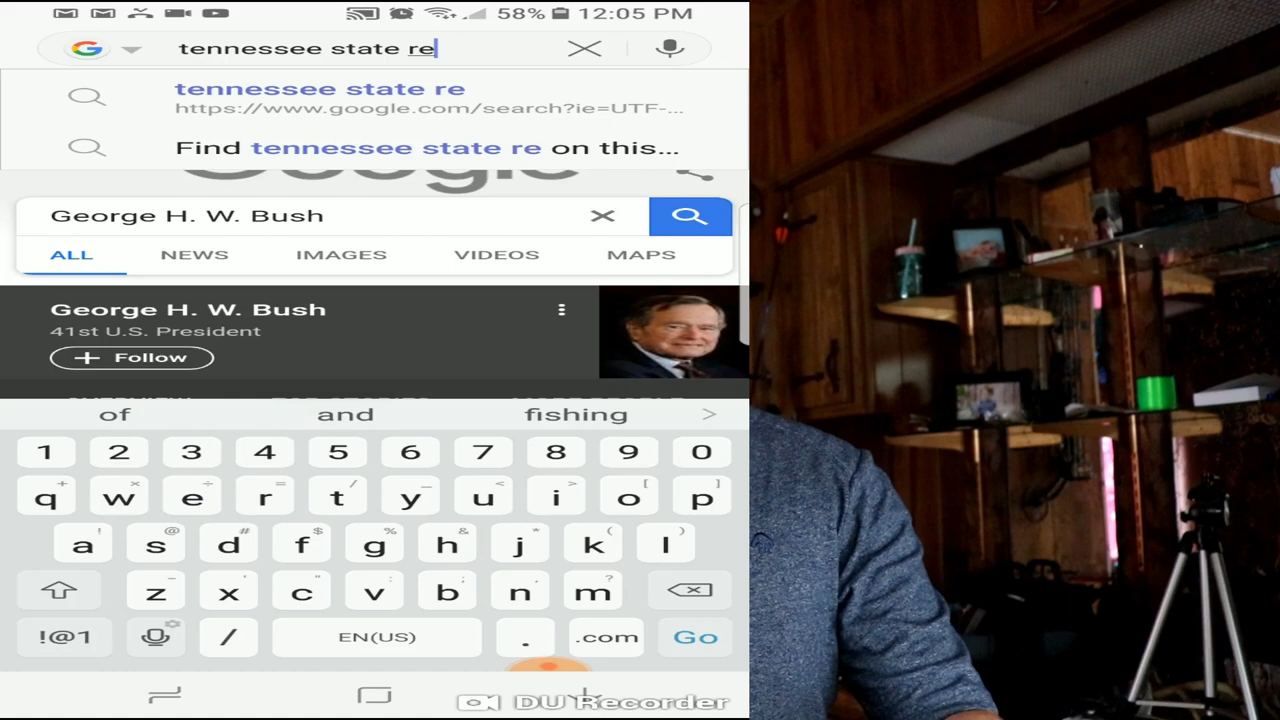 58% 12:05 PM
tennessee state re
tennessee state re
https://www.google.com/search?ie=UTF-...
Find tennessee state re on this...
Google
George H. W. Bush
ALL NEWS IMAGES VIDEOS MAPS
George H. W. Bush
41st U.S. President
+ Follow
of and fishing >
1 2 3 4 5 6 7 8 9 0
+ × ÷ = / _ < > [ ]
q w e r t y u i o p
! @ # $ % & * ( )
a s d f g h j k l
- ' " : ; , ?
z x c v b n m
!@1 / EN(US) . .com Go
DU Recorder